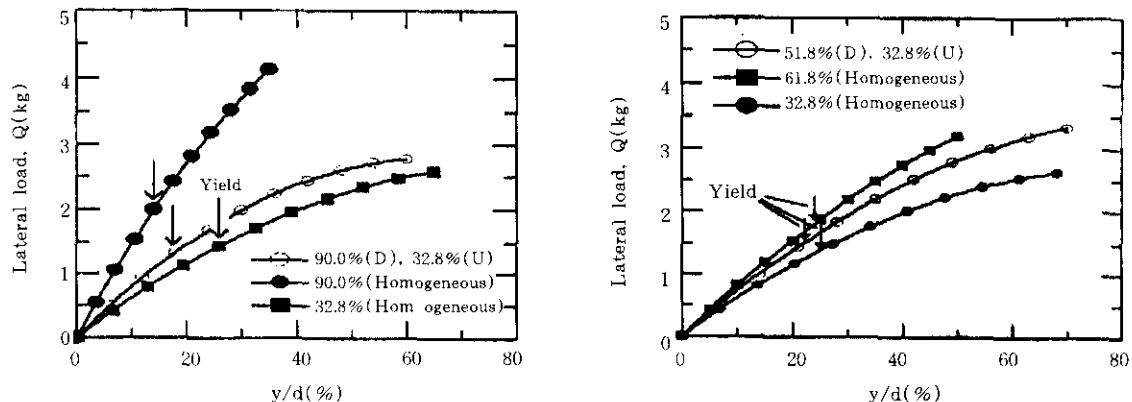 5
4
3
2
1
0
Lateral load, Q(kg)
Yield
90.0%(D), 32.8%(U)
90.0%(Homogeneous)
32.8%(Hom ogeneous)
0 20 40 60 80
y/d(%)
5
4
3
2
1
0
Lateral load, Q(kg)
51.8%(D), 32.8%(U)
61.8%(Homogeneous)
32.8%(Homogeneous)
Yield
0 20 40 60 80
y/d(%)